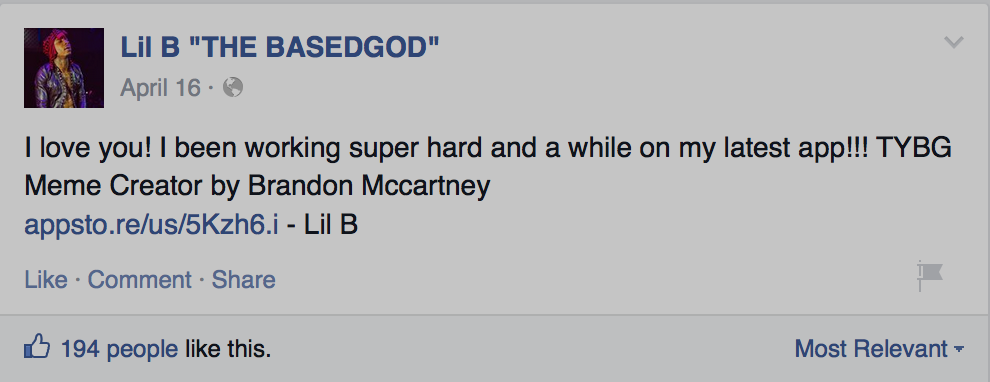 Lil B "THE BASEDGOD"
April 16 ·
I love you! I been working super hard and a while on my latest app!!! TYBG
Meme Creator by Brandon Mccartney
appsto.re/us/5Kzh6.i - Lil B
Like · Comment · Share
194 people like this.
Most Relevant